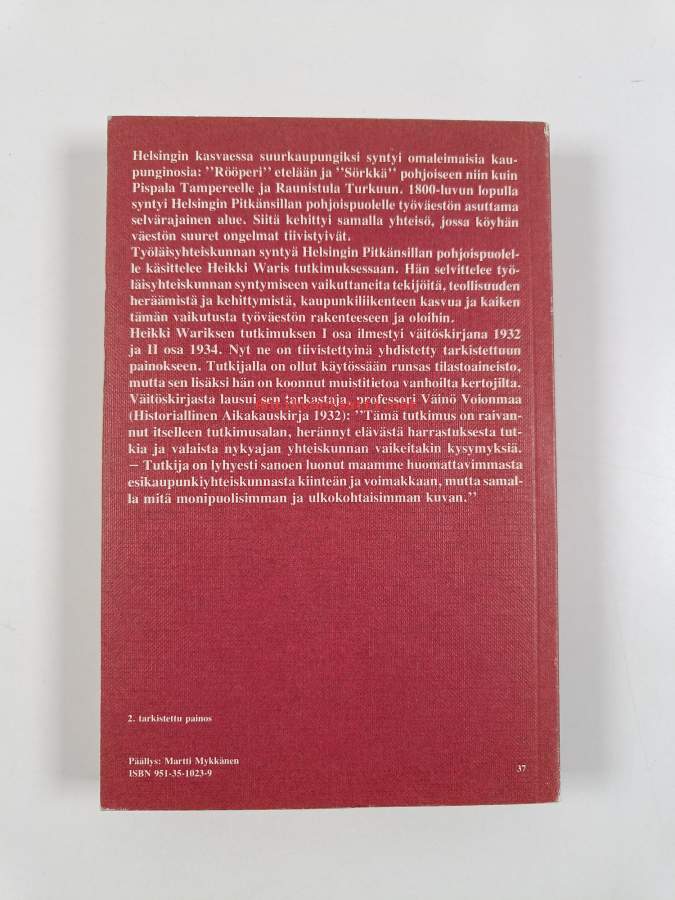 Helsingin kasvaessa suurkaupungiksi syntyi omaleimaisia kau-
punginosia: "Rööperi" etelään ja "Sörkkä" pohjoiseen niin kuin
Pispala Tampereelle ja Raunistula Turkuun. 1800-luvun lopulla
syntyi Helsingin Pitkänsillan pohjoispuolelle työväestön asuttama
selvärajainen alue. Siitä kehittyi samalla yhteisö, jossa köyhän
väestön suuret ongelmat tiivistyivät.
Työläisyhteiskunnan syntyä Helsingin Pitkänsillan pohjoispuolel-
le käsittelee Heikki Waris tutkimuksessaan. Hän selvittelee työ-
läisyhteiskunnan syntymiseen vaikuttaneita tekijöitä, teollisuuden
heräämistä ja kehittymistä, kaupunkiliikenteen kasvua ja kaiken
tämän vaikutusta työväestön rakenteeseen ja oloihin.
Heikki Wariksen tutkimuksen I osa ilmestyi väitöskirjana 1932
ja II osa 1934. Nyt ne on tiivistettyinä yhdistetty tarkistettuun
painokseen. Tutkijalla on ollut käytössään runsas tilastoaineisto,
mutta sen lisäksi hän on koonnut muistitietoa vanhoilta kertojilta.
Väitöskirjasta lausui sen tarkastaja, professori Väinö Voionmaa
(Historiallinen Aikakauskirja 1932): "Tämä tutkimus on raivan-
nut itselleen tutkimusalan, herännyt elävästä harrastuksesta tut-
kia ja valaista nykyajan yhteiskunnan vaikeitakin kysymyksiä.
— Tutkija on lyhyesti sanoen luonut maamme huomattavimmasta
esikaupunkiyhteiskunnasta kiinteän ja voimakkaan, mutta samal-
la mitä monipuolisimman ja ulkokohtaisimman kuvan."
2. tarkistettu painos
Päällys: Martti Mykkänen
ISBN 951-35-1023-9
37